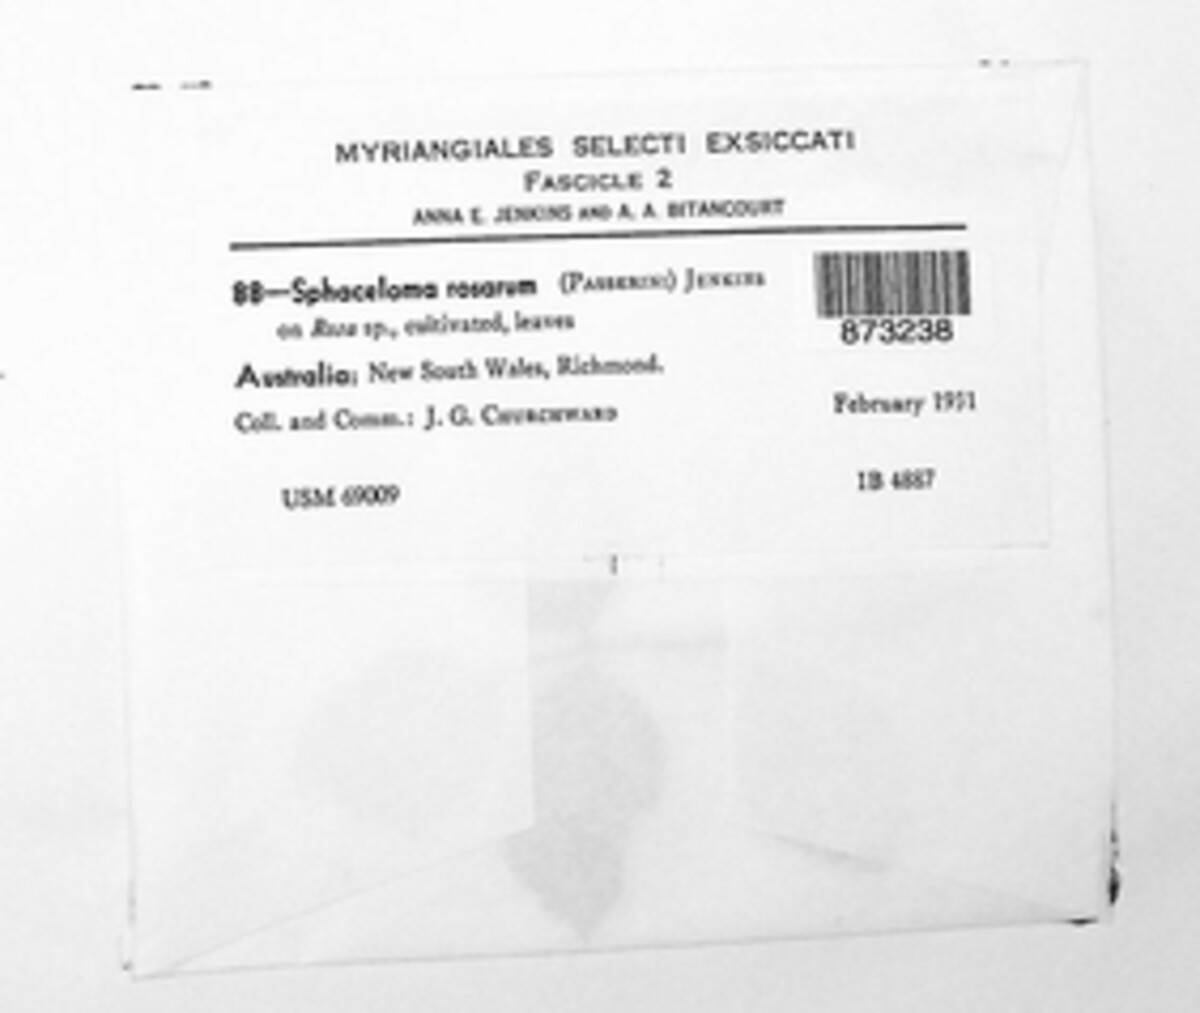 MYRIANGIALES SELECTI EXSICCATI
FASCICLE 2
ANNA E. JENKINS AND A. A. BITANCOURT
88—Sphaceloma rosarum (PASSERINI) JENKINS
on Rosa sp., cultivated, leaves
873238
Australia: New South Wales, Richmond.
Coll. and Comm.: J. G. CHURCHWARD February 1951
USM 69009 IB 4887